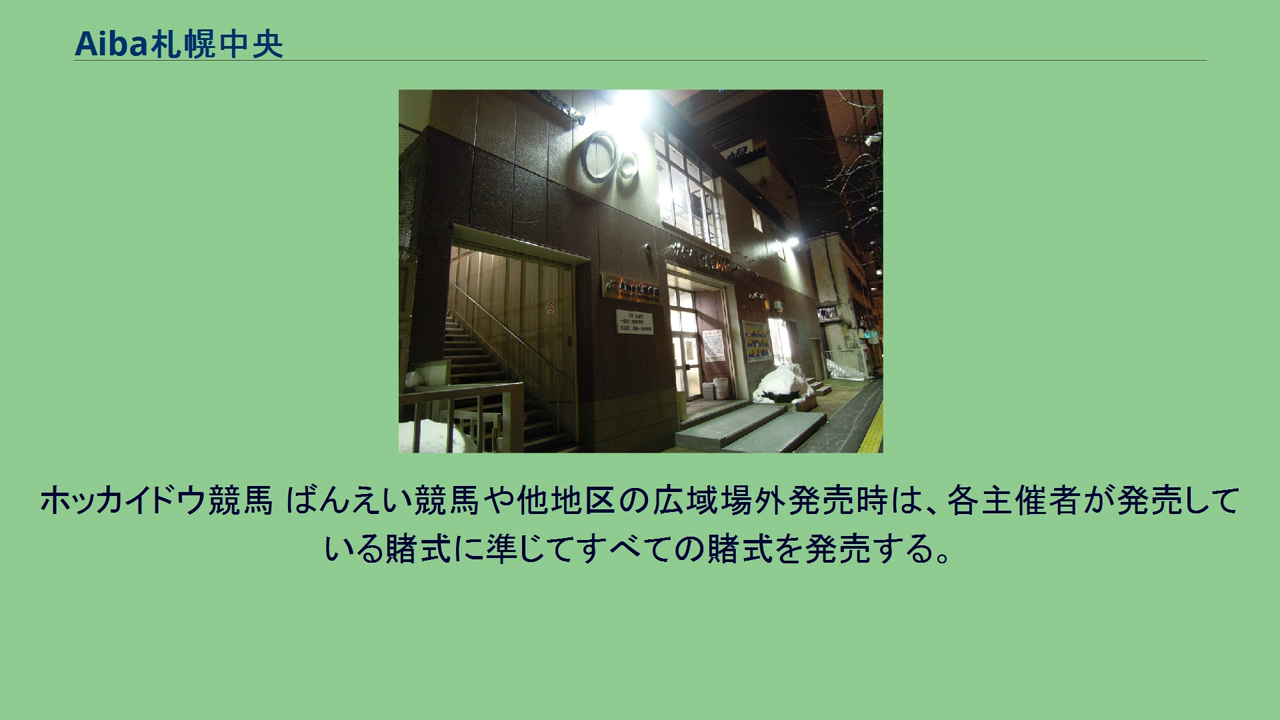 Aiba札幌中央
ホッカイドウ競馬 ばんえい競馬や他地区の広域場外発売時は、各主催者が発売して
いる賭式に準じてすべての賭式を発売する。